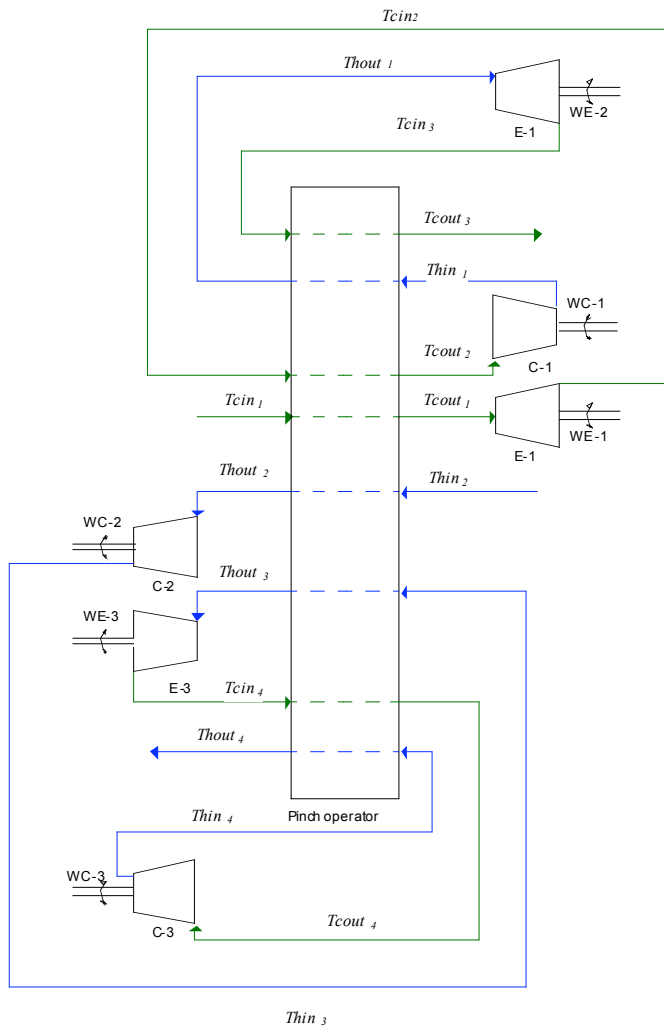 Tcin2
Thout 1
WE-2
E-1
Tcin 3
Tcout 3
Thin 1
WC-1
Tcout 2
C-1
Tcin 1
Tcout 1
WE-1
E-1
Thout 2
Thin 2
WC-2
C-2
Thout 3
WE-3
E-3
Tcin 4
Thout 4
Pinch operator
Thin 4
WC-3
C-3
Tcout 4
Thin 3